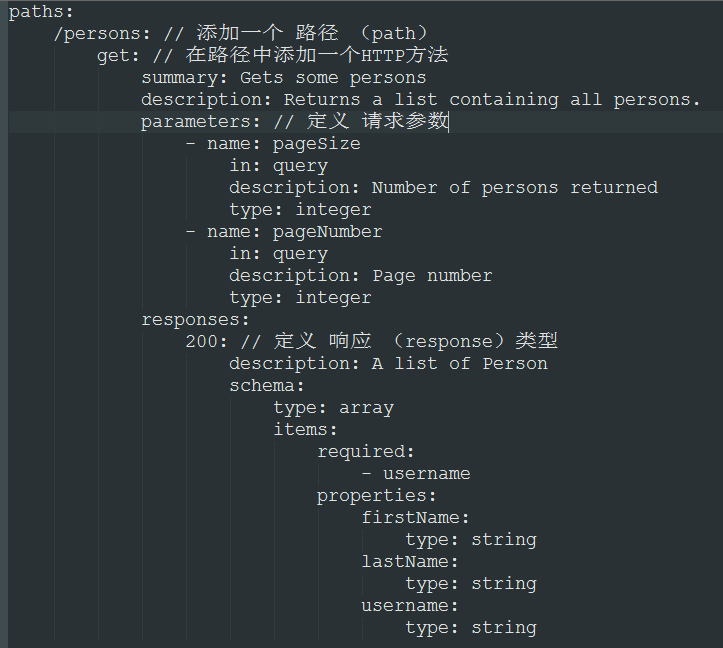 paths:
/persons: // 添加一个 路径 （path）
get: // 在路径中添加一个HTTP方法
summary: Gets some persons
description: Returns a list containing all persons.
parameters: // 定义 请求参数
- name: pageSize
in: query
description: Number of persons returned
type: integer
- name: pageNumber
in: query
description: Page number
type: integer
responses:
200: // 定义 响应 （response）类型
description: A list of Person
schema:
type: array
items:
required:
- username
properties:
firstName:
type: string
lastName:
type: string
username:
type: string